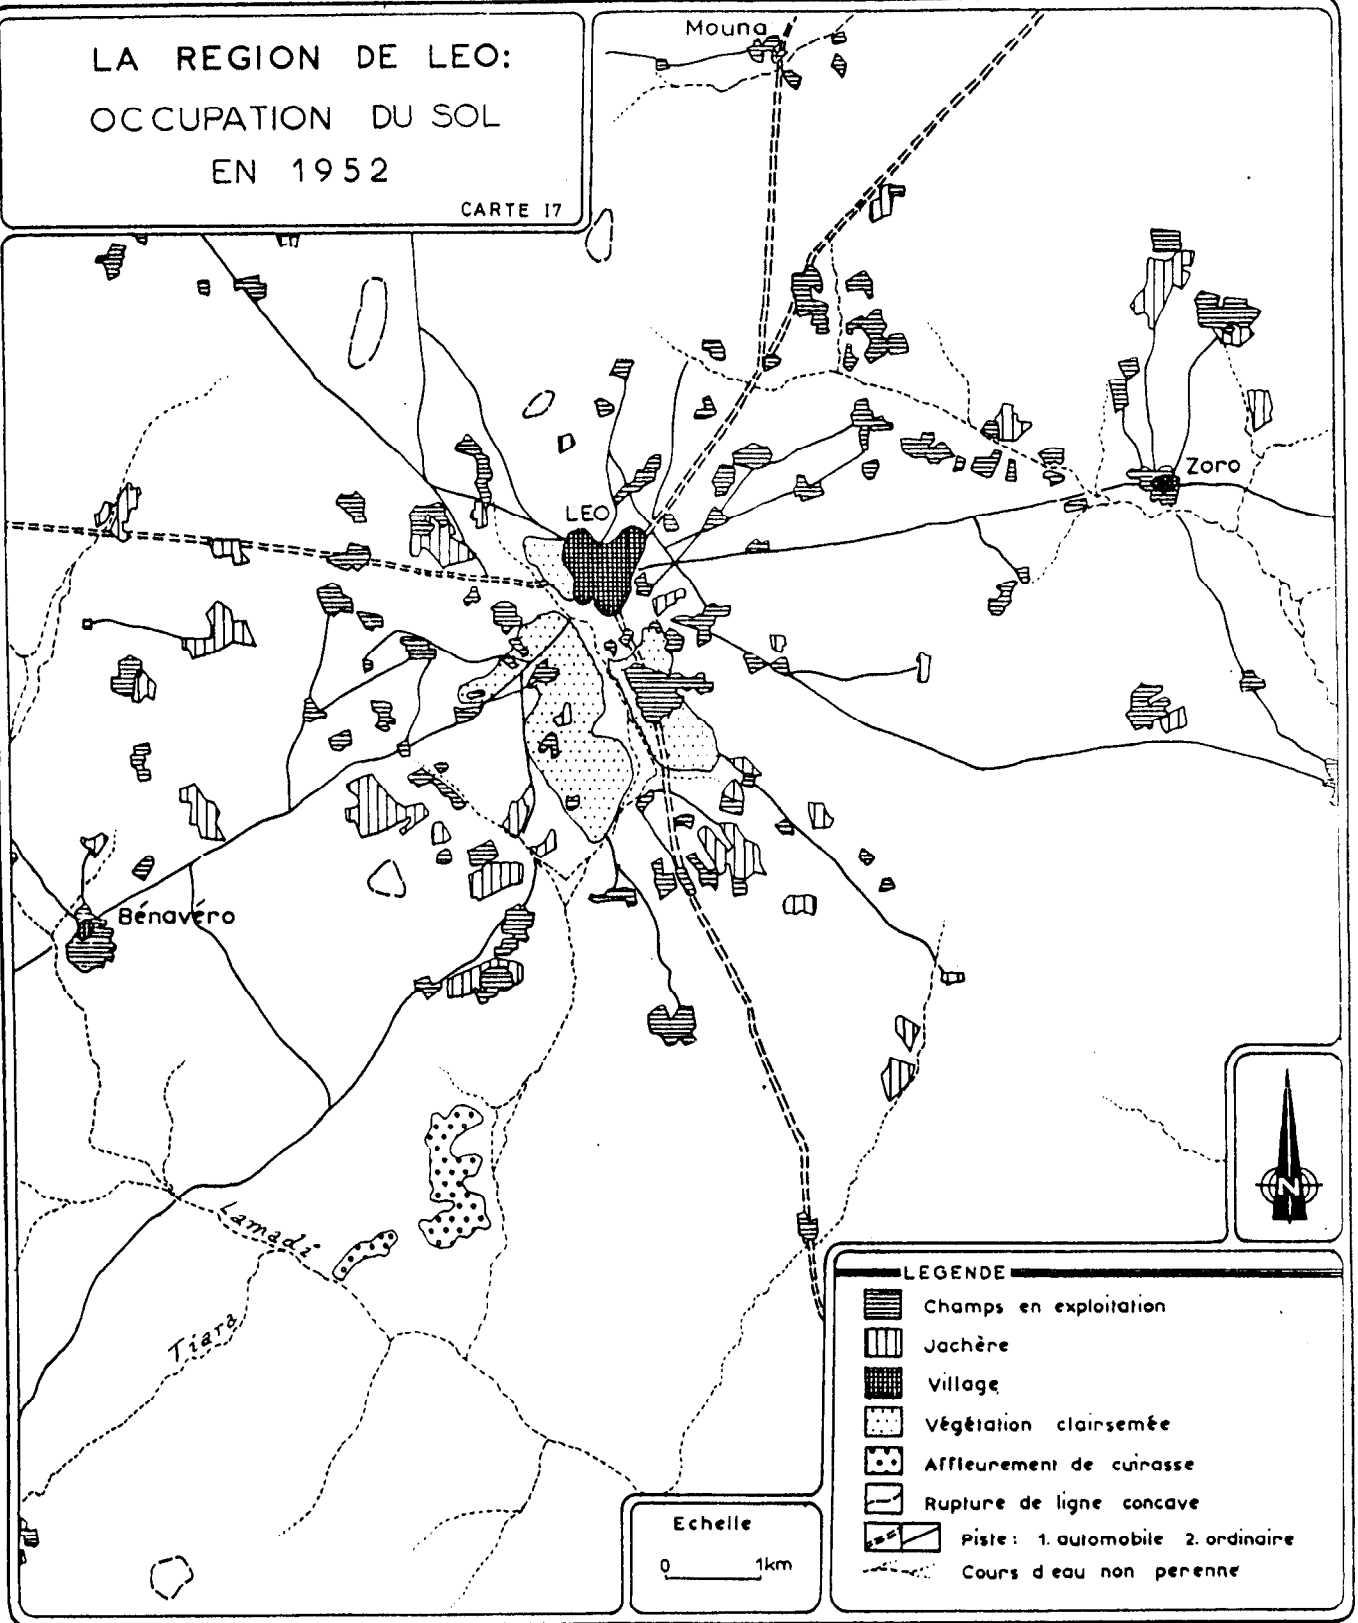 LA REGION DE LEO:
OCCUPATION DU SOL
EN 1952
CARTE 17
Mouna
Zoro
LEO
Bénavéro
Lamadi
Tiara
N
LEGENDE
Champs en exploitation
Jachère
Village
Végétation clairsemée
Affleurement de cuirasse
Rupture de ligne concave
Piste: 1. automobile 2. ordinaire
Cours d eau non perenne
Echelle
0 1km